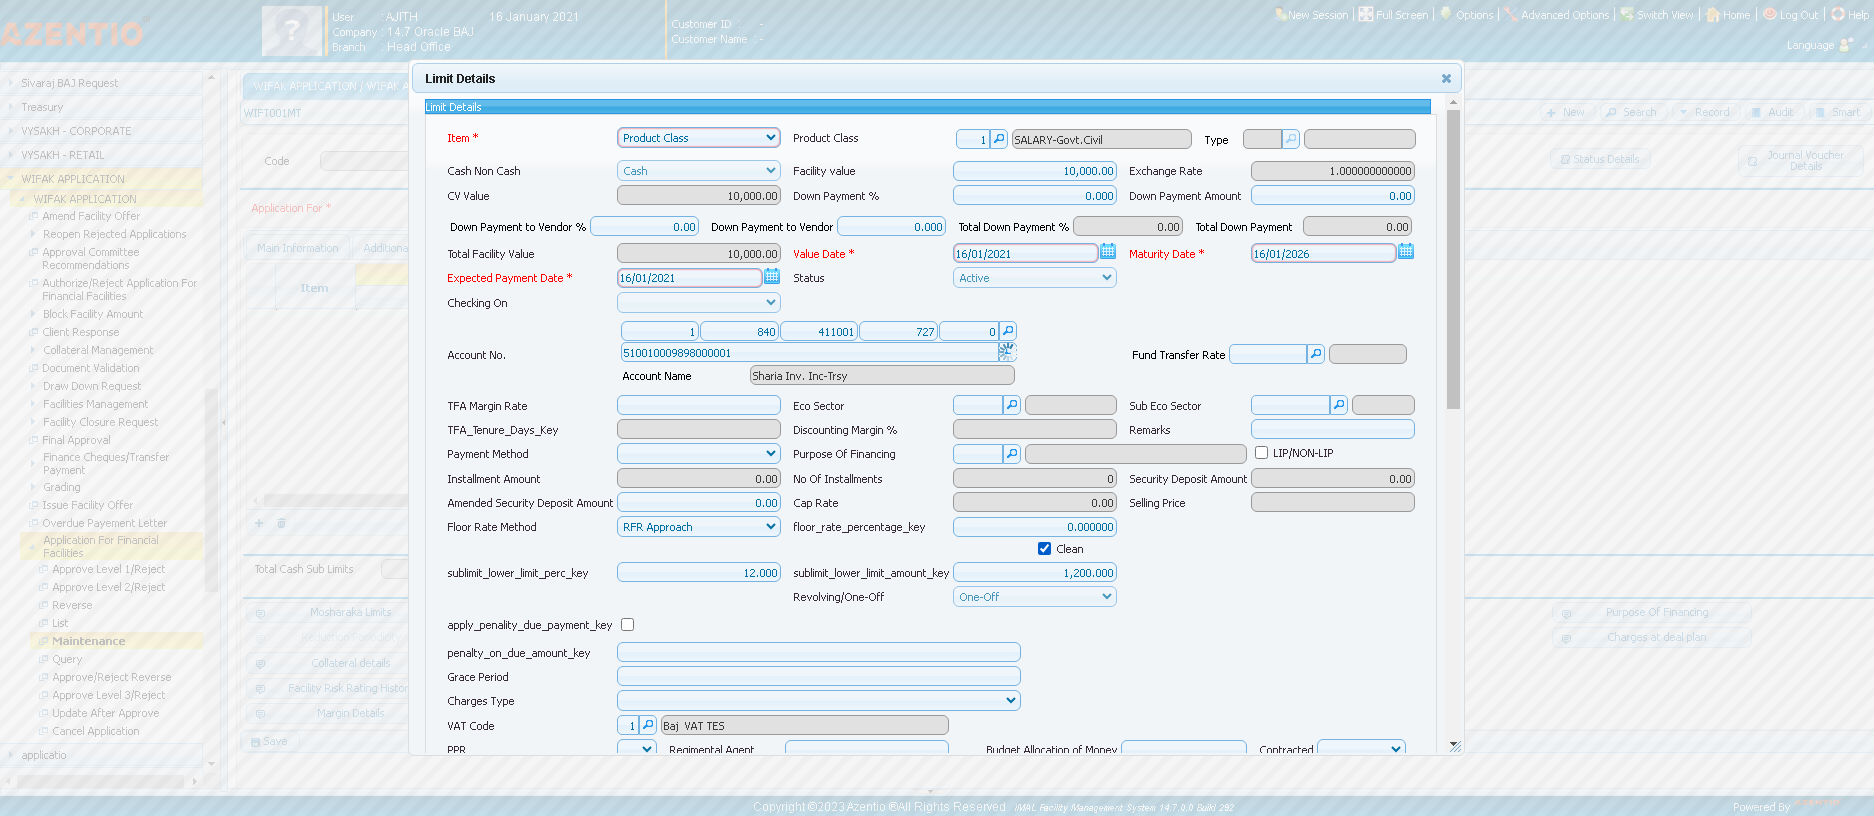 AZENTIO
User : AJITH 16 January 2021
Company : 14.7 Oracle BAJ
Branch : Head Office
Customer ID : -
Customer Name : -
New Session | Full Screen | Options | Advanced Options | Switch View | Home | Log Out | Help
Language
Sivaraj BAJ Request
Treasury
VYSAKH - CORPORATE
VYSAKH - RETAIL
WIFAK APPLICATION
WIFAK APPLICATION
Amend Facility Offer
Reopen Rejected Applications
Approval Committee
Recommendations
Authorize/Reject Application For
Financial Facilities
Block Facility Amount
Client Response
Collateral Management
Document Validation
Draw Down Request
Facilities Management
Facility Closure Request
Final Approval
Finance Cheques/Transfer
Payment
Grading
Issue Facility Offer
Overdue Payment Letter
Application For Financial
Facilities
Approve Level 1/Reject
Approve Level 2/Reject
Reverse
List
Maintenance
Query
Approve/Reject Reverse
Approve Level 3/Reject
Update After Approve
Cancel Application
applicatio
WIFAK APPLICATION / WIFAK A
WIFT001MT
Code
Application For *
Main Information
Additiona
Item
Total Cash Sub Limits
Mosharaka Limits
Collateral details
Facility Risk Rating Histor
Margin Details
Save
New Search Record Audit Smart
Status Details
Journal Voucher
Details
Purpose Of Financing
Charges at deal plan
Limit Details
Limit Details
Item * Product Class Product Class 1 SALARY-Govt.Civil Type
Cash Non Cash Cash Facility value 10,000.00 Exchange Rate 1.000000000000
CV Value 10,000.00 Down Payment % 0.000 Down Payment Amount 0.00
Down Payment to Vendor % 0.00 Down Payment to Vendor 0.000 Total Down Payment % 0.00 Total Down Payment 0.00
Total Facility Value 10,000.00 Value Date * 16/01/2021 Maturity Date * 16/01/2026
Expected Payment Date * 16/01/2021 Status Active
Checking On
1 840 411001 727 0
Account No. 510010009898000001 Fund Transfer Rate
Account Name Sharia Inv. Inc-Trsy
TFA Margin Rate Eco Sector Sub Eco Sector
TFA_Tenure_Days_Key Discounting Margin % Remarks
Payment Method Purpose Of Financing LIP/NON-LIP
Installment Amount 0.00 No Of Installments 0 Security Deposit Amount 0.00
Amended Security Deposit Amount 0.00 Cap Rate 0.00 Selling Price
Floor Rate Method RFR Approach floor_rate_percentage_key 0.000000
Clean
sublimit_lower_limit_perc_key 12.000 sublimit_lower_limit_amount_key 1,200.000
Revolving/One-Off One-Off
apply_penality_due_payment_key
penalty_on_due_amount_key
Grace Period
Charges Type
VAT Code 1 Baj VAT TES
PPR Regimental Agent Budget Allocation of Money Contracted
Copyright ©2023 Azentio ®All Rights Reserved iMAL Facility Management System 14.7.0.0 Build 292
Powered By AZENTIO